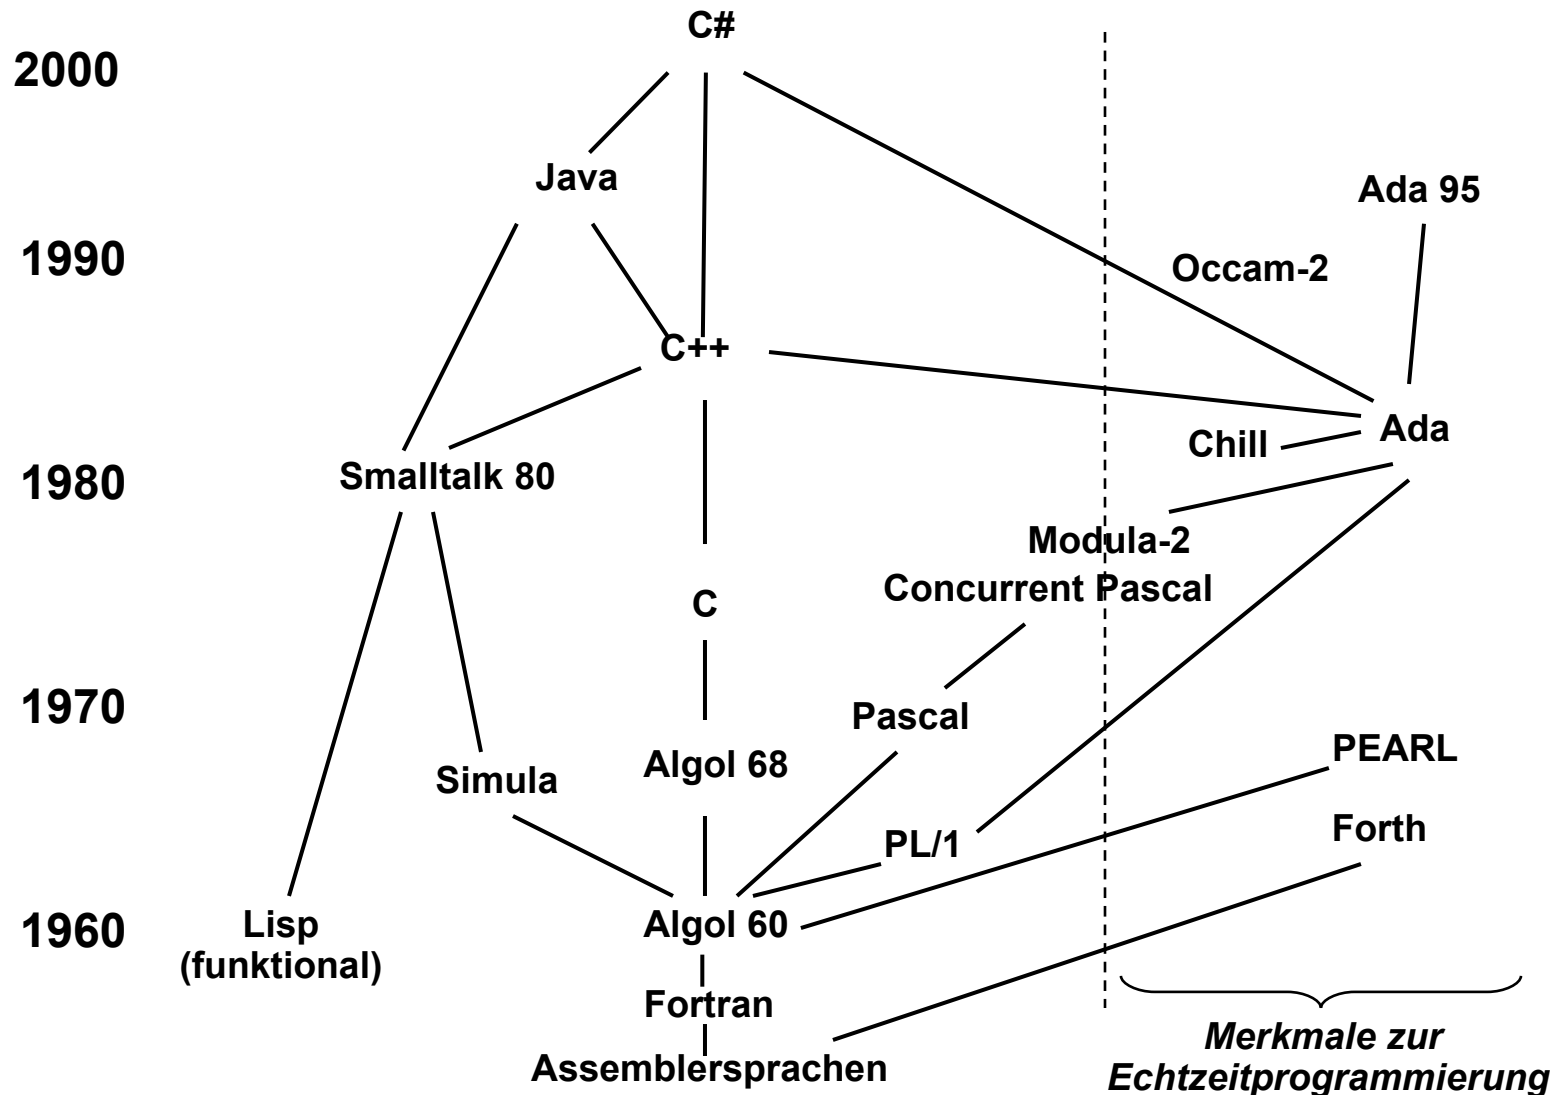 C#
2000
Java
Ada 95
1990
Occam-2
C++
Ada
Chill
Smalltalk 80
1980
Modula-2
Concurrent Pascal
C
1970
Pascal
PEARL
Algol 68
Simula
Forth
PL/1
1960
Lisp
(funktional)
Algol 60
Fortran
Assemblersprachen
Merkmale zur
Echtzeitprogrammierung